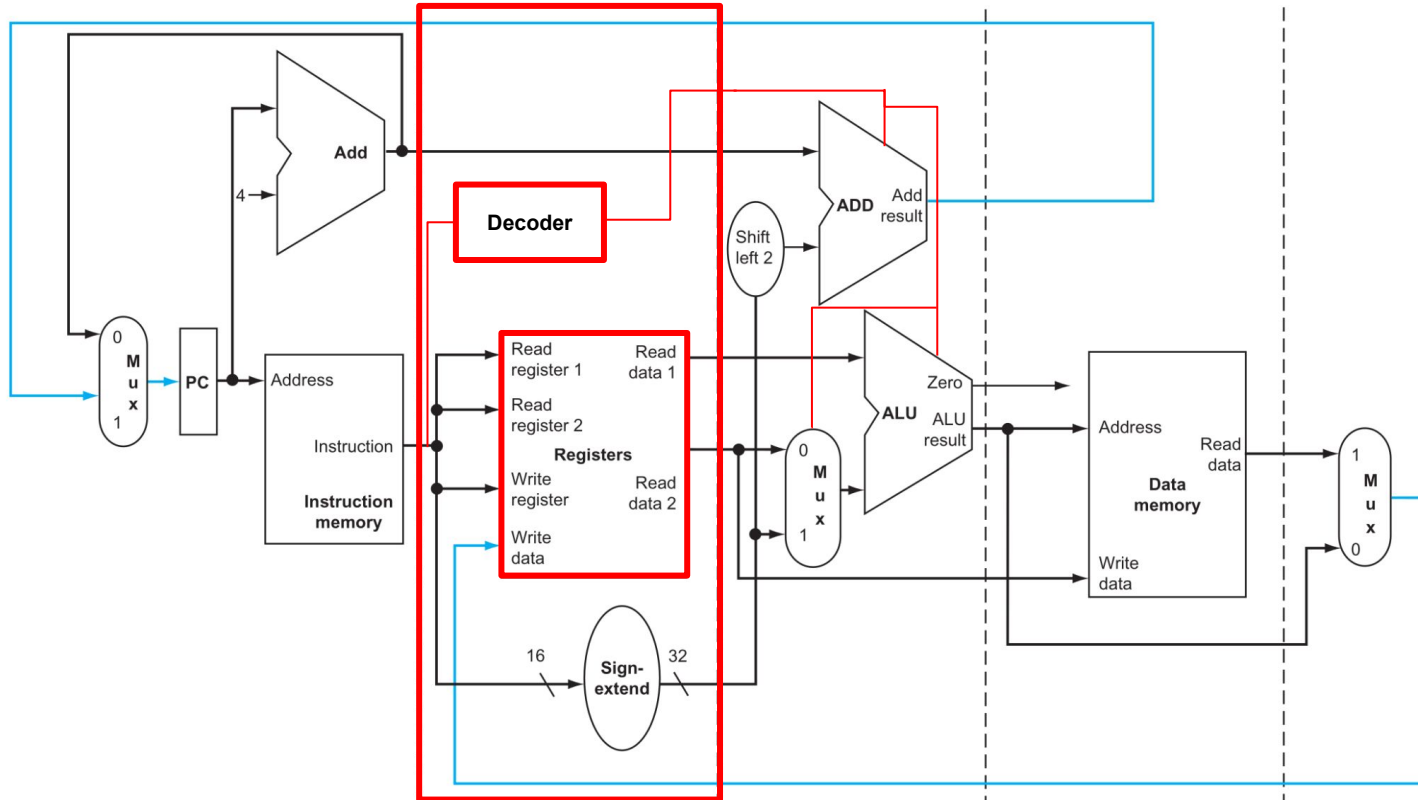 Add
4
Decoder
ADD
Add
result
Shift
left 2
0
M
u
x
1
PC
Address
Instruction
Instruction
memory
Read
register 1
Read
data 1
Read
register 2
Registers
Write
register
Read
data 2
Write
data
16
Sign-
extend
32
0
M
u
x
1
Zero
ALU
ALU
result
Address
Read
data
Data
memory
Write
data
1
M
u
x
0